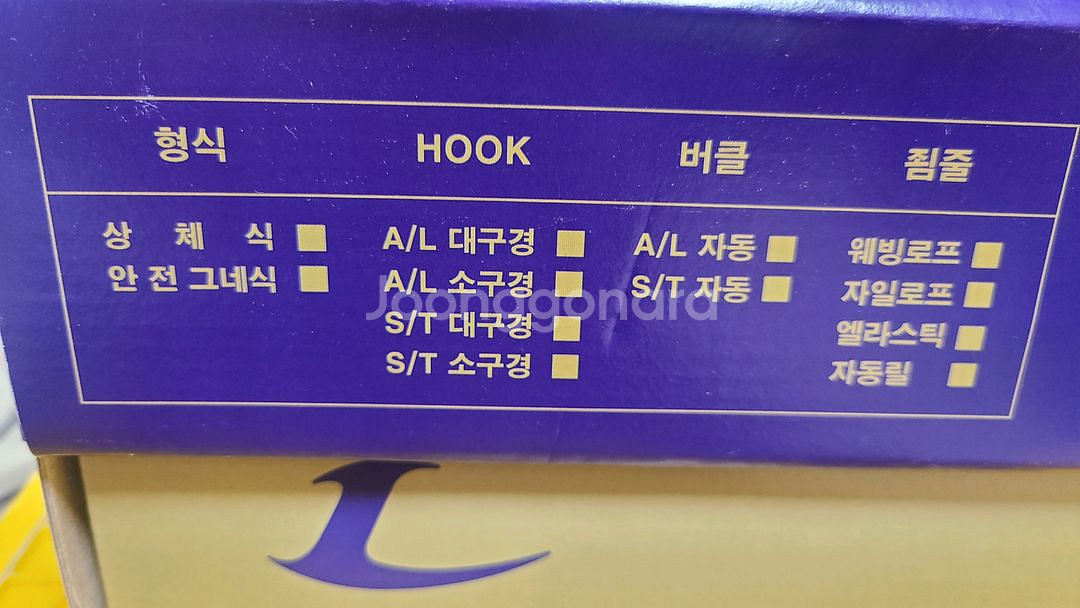 형식 HOOK 버클 죔줄
상 체 식 ■ A/L 대구경 ■ A/L 자동 ■ 웨빙로프 ■
안전그네식 ■ A/L 소구경 ■ S/T 자동 ■ 자일로프 ■
S/T 대구경 ■ 엘라스틱 ■
S/T 소구경 ■ 자동릴 ■
Joonggonara
L